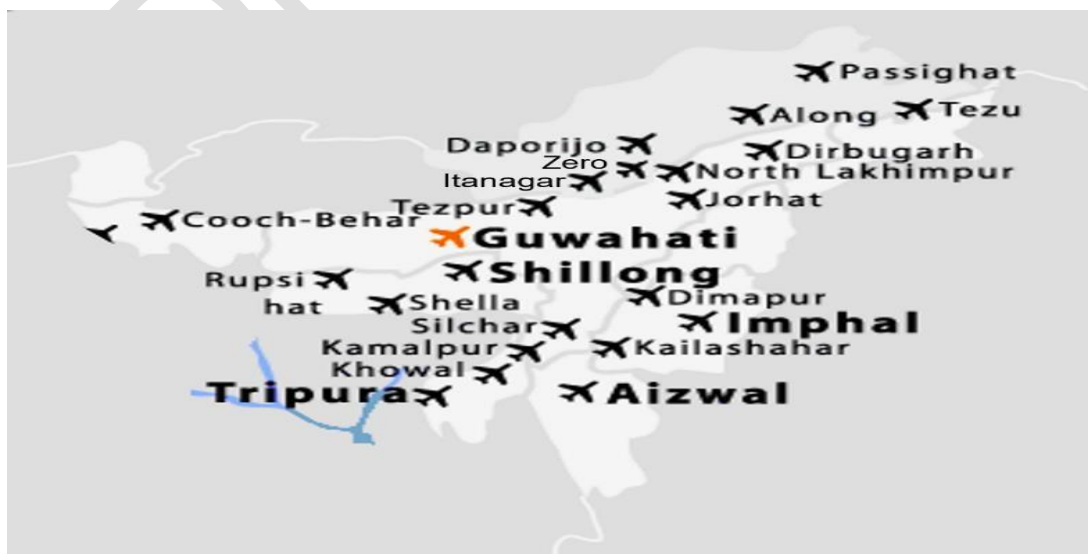 Passighat
Along
Tezu
Daporijo
Dirbugarh
Zero
North Lakhimpur
Itanagar
Jorhat
Tezpur
Cooch-Behar
Guwahati
Shillong
Rupsi
hat
Shella
Dimapur
Silchar
Imphal
Kamalpur
Kailashahar
Khowal
Tripura
Aizwal